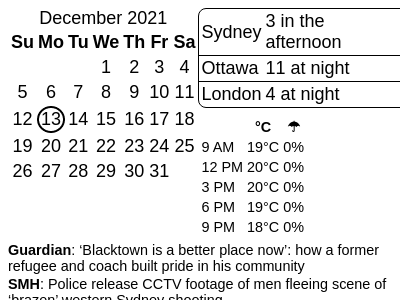 December 2021
Su Mo Tu We Th Fr Sa
1 2 3 4
5 6 7 8 9 10 11
12 13 14 15 16 17 18
19 20 21 22 23 24 25
26 27 28 29 30 31
Sydney 3 in the
afternoon
Ottawa 11 at night
London 4 at night
°C ☂
9 AM 19°C 0%
12 PM 20°C 0%
3 PM 20°C 0%
6 PM 19°C 0%
9 PM 18°C 0%
Guardian: ‘Blacktown is a better place now’: how a former
refugee and coach built pride in his community
SMH: Police release CCTV footage of men fleeing scene of
‘brazen’ western Sydney shooting